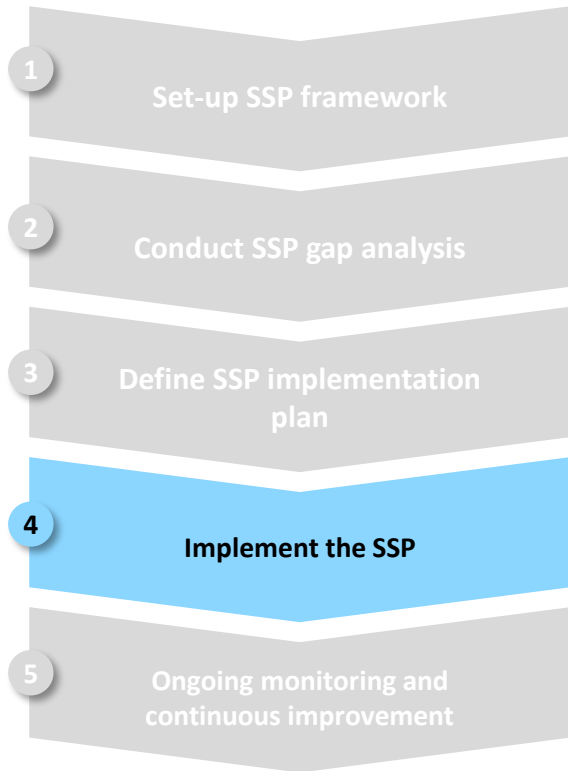 1
Set-up SSP framework
2
Conduct SSP gap analysis
3
Define SSP implementation
plan
4
Implement the SSP
5
Ongoing monitoring and
continuous improvement